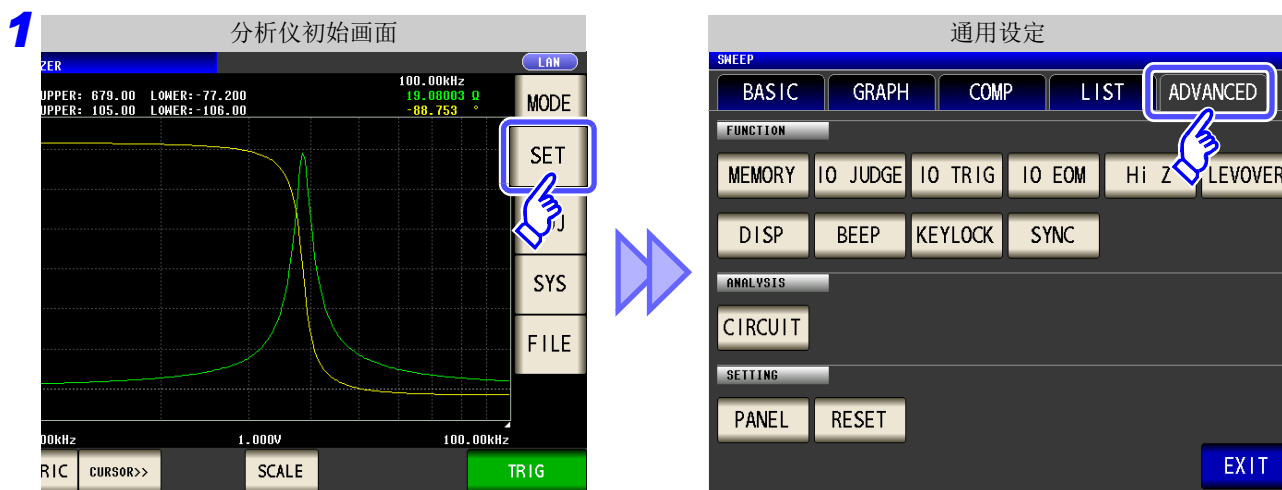 1
分析仪初始画面
ZER
LAN
100.00kHz
UPPER: 679.00 LOWER:-77.200 19.08003 Ω
UPPER: 105.00 LOWER:-106.00 -88.753 °
MODE
SET
SYS
FILE
00kHz 1.000V 100.00kHz
RIC CURSOR>> SCALE TRIG
通用设定
SWEEP
BASIC GRAPH COMP LIST ADVANCED
FUNCTION
MEMORY IO JUDGE IO TRIG IO EOM Hi Z LEVOVER
DISP BEEP KEYLOCK SYNC
ANALYSIS
CIRCUIT
SETTING
PANEL RESET
EXIT